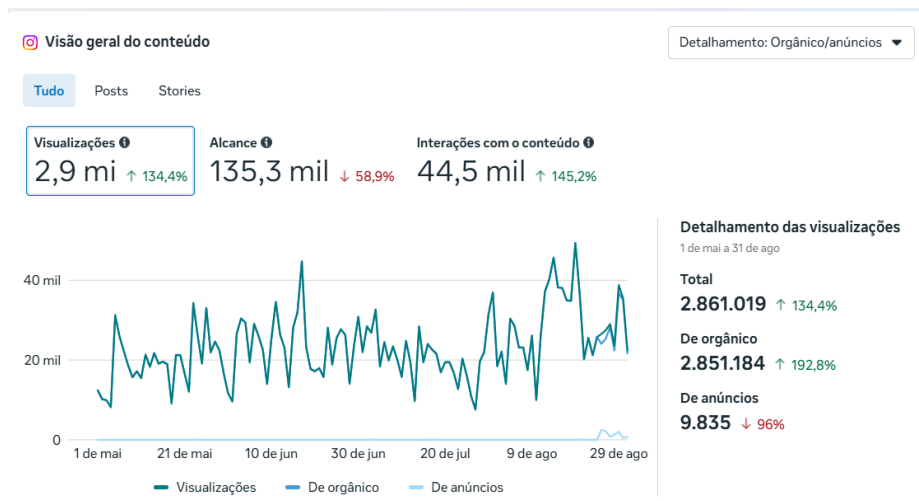 Visão geral do conteúdo
Detalhamento: Orgânico/anúncios
Tudo
Posts
Stories
Visualizações
2,9 mi ↑ 134,4%
Alcance
135,3 mil ↓ 58,9%
Interações com o conteúdo
44,5 mil ↑ 145,2%
40 mil
20 mil
0
1 de mai
21 de mai
10 de jun
30 de jun
20 de jul
9 de ago
29 de ago
Visualizações
De orgânico
De anúncios
Detalhamento das visualizações
1 de mai a 31 de ago
Total
2.861.019 ↑ 134,4%
De orgânico
2.851.184 ↑ 192,8%
De anúncios
9.835 ↓ 96%